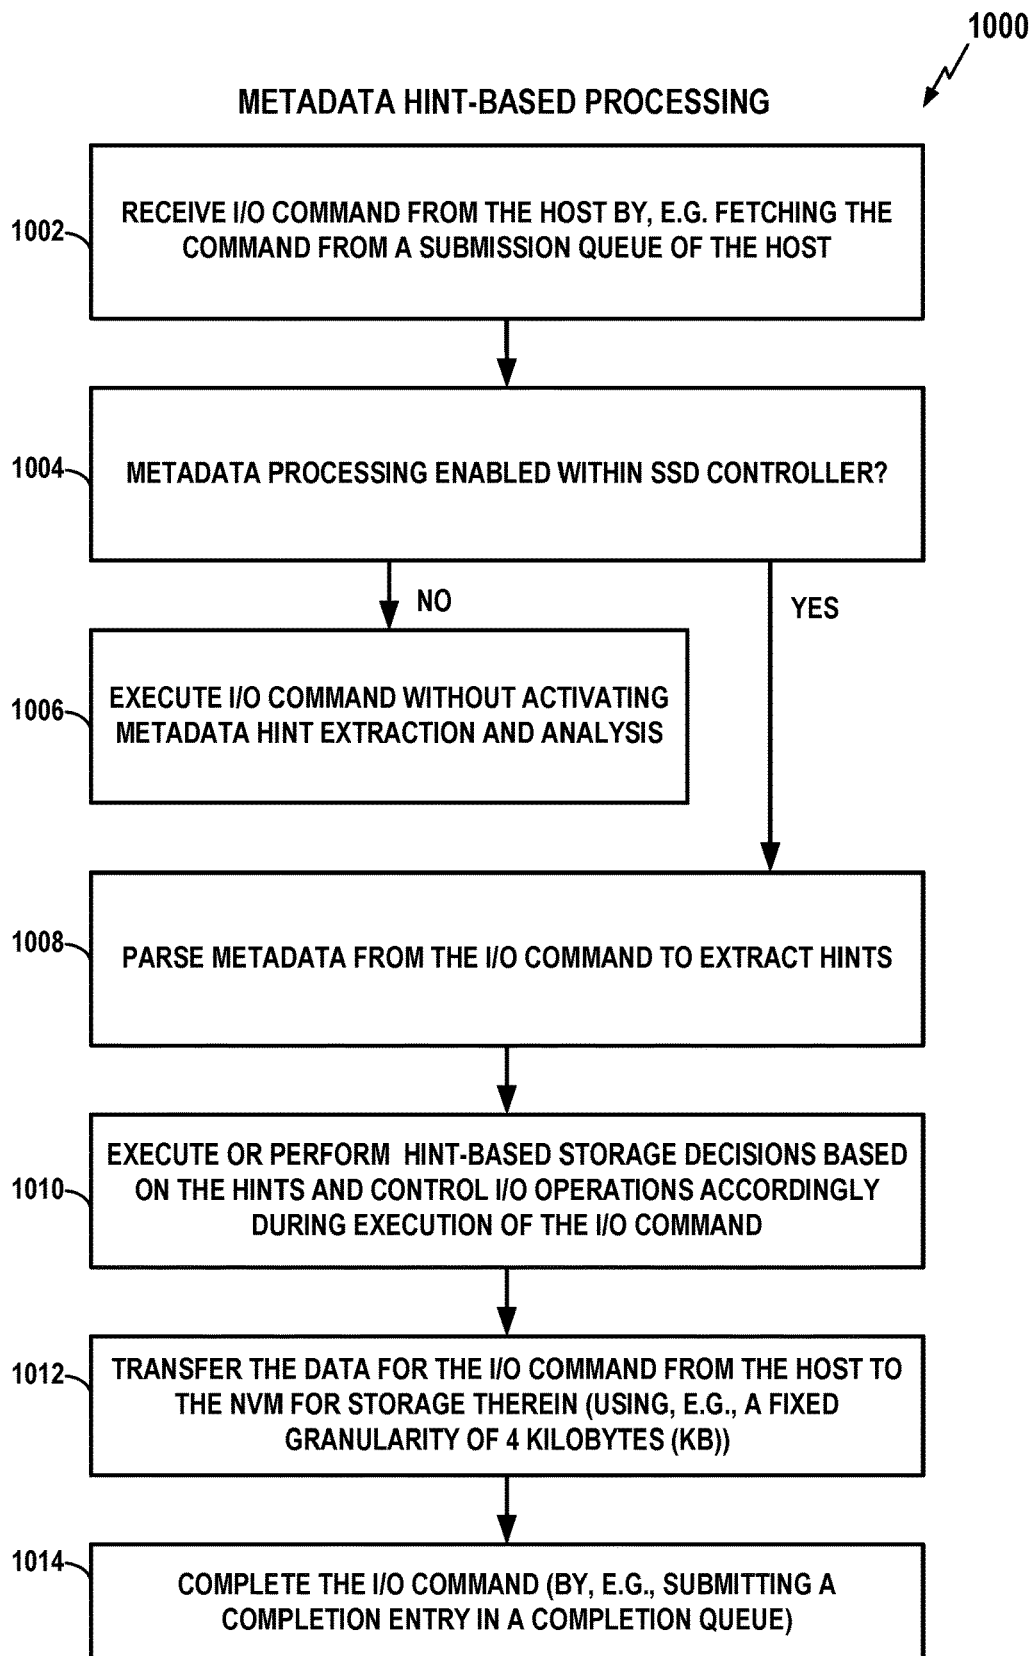 1000
METADATA HINT-BASED PROCESSING
1002
RECEIVE I/O COMMAND FROM THE HOST BY, E.G. FETCHING THE
COMMAND FROM A SUBMISSION QUEUE OF THE HOST
1004
METADATA PROCESSING ENABLED WITHIN SSD CONTROLLER?
NO
YES
1006
EXECUTE I/O COMMAND WITHOUT ACTIVATING
METADATA HINT EXTRACTION AND ANALYSIS
1008
PARSE METADATA FROM THE I/O COMMAND TO EXTRACT HINTS
1010
EXECUTE OR PERFORM HINT-BASED STORAGE DECISIONS BASED
ON THE HINTS AND CONTROL I/O OPERATIONS ACCORDINGLY
DURING EXECUTION OF THE I/O COMMAND
1012
TRANSFER THE DATA FOR THE I/O COMMAND FROM THE HOST TO
THE NVM FOR STORAGE THEREIN (USING, E.G., A FIXED
GRANULARITY OF 4 KILOBYTES (KB))
1014
COMPLETE THE I/O COMMAND (BY, E.G., SUBMITTING A
COMPLETION ENTRY IN A COMPLETION QUEUE)